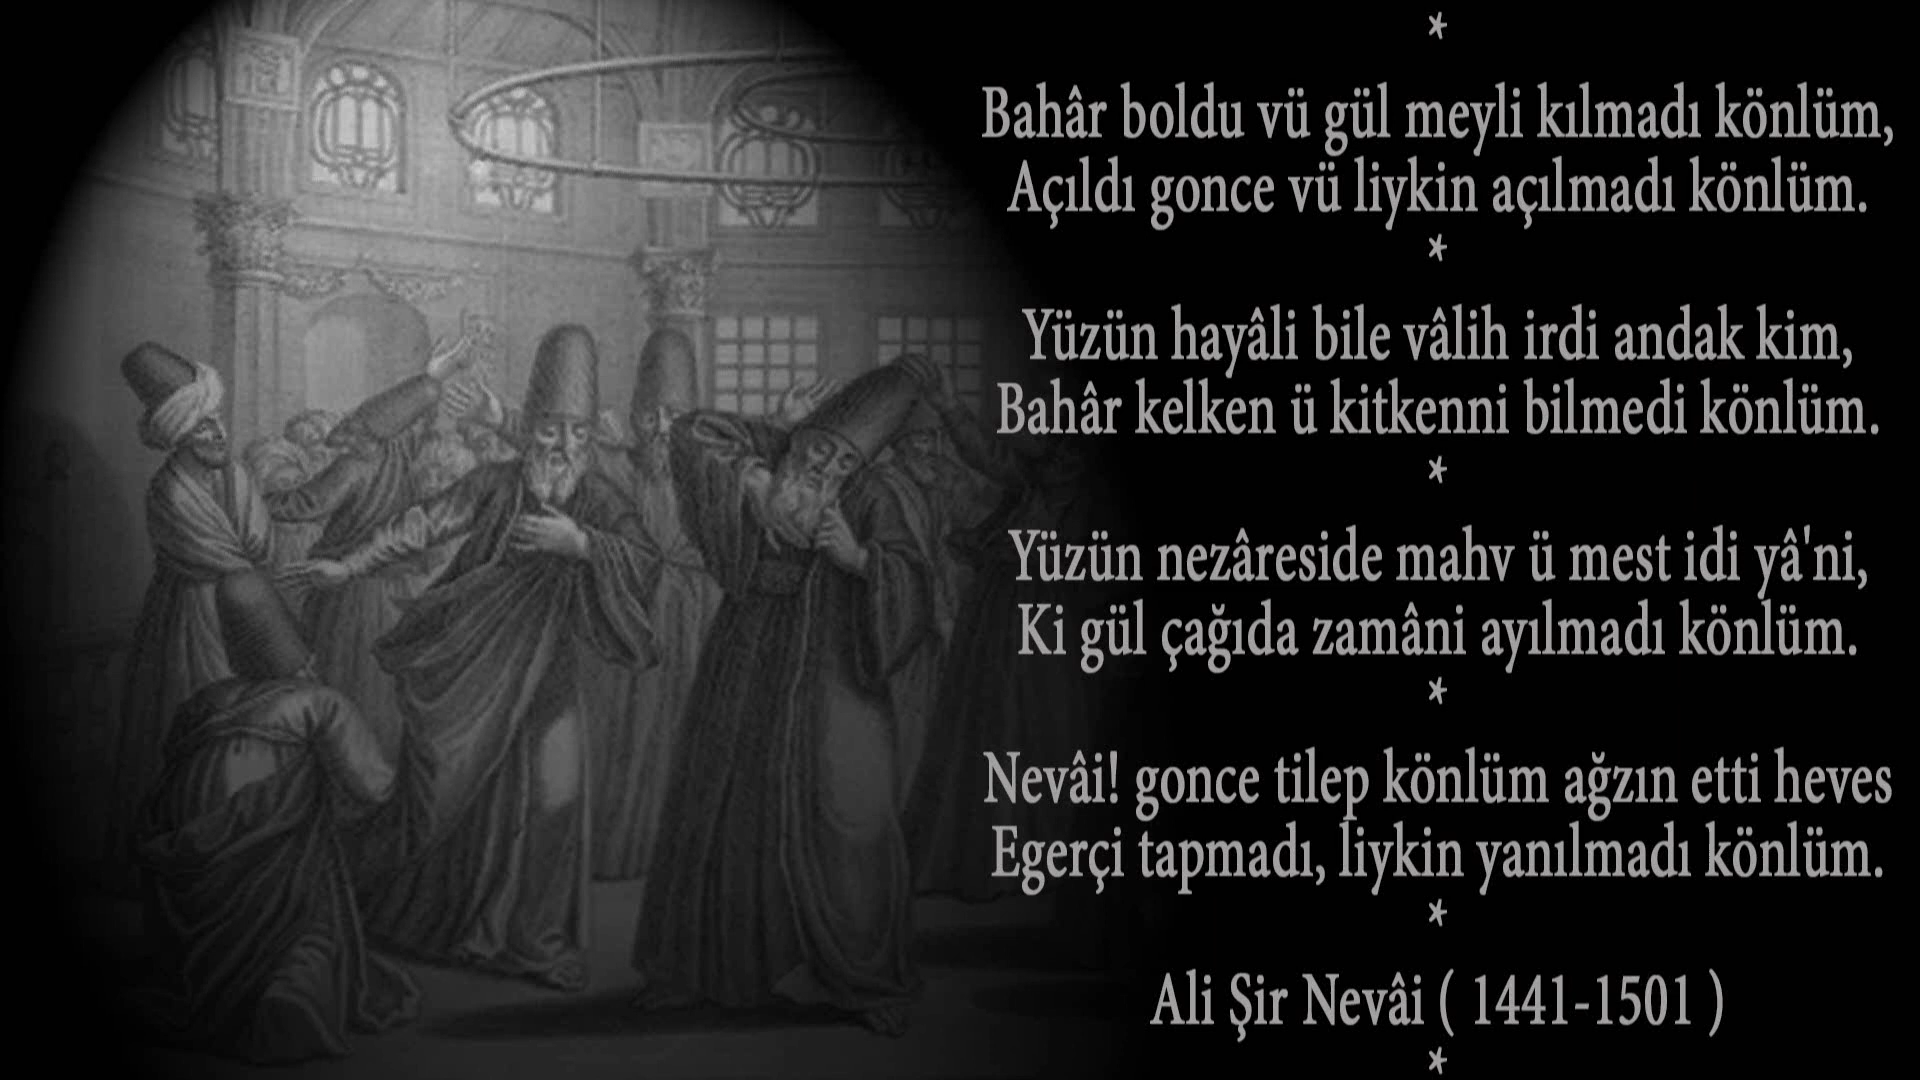 *
Bahâr boldu vü gül meyli kılmadı könlüm,
Açıldı gonce vü liykin açılmadı könlüm.
*
Yüzün hayâli bile vâlih irdi andak kim,
Bahâr kelken ü kitkenni bilmedi könlüm.
*
Yüzün nezâreside mahv ü mest idi yâ'ni,
Ki gül çağıda zamâni ayılmadı könlüm.
*
Nevâi! gonce tilep könlüm ağzın etti heves
Egerçi tapmadı, liykin yanılmadı könlüm.
*
Ali Şir Nevâi ( 1441-1501 )
*